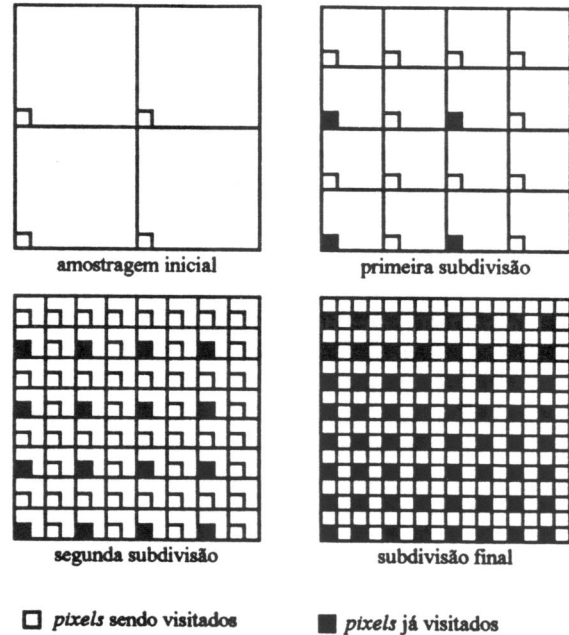 amostragem inicial
primeira subdivisão
segunda subdivisão
subdivisão final
pixels sendo visitados
pixels já visitados